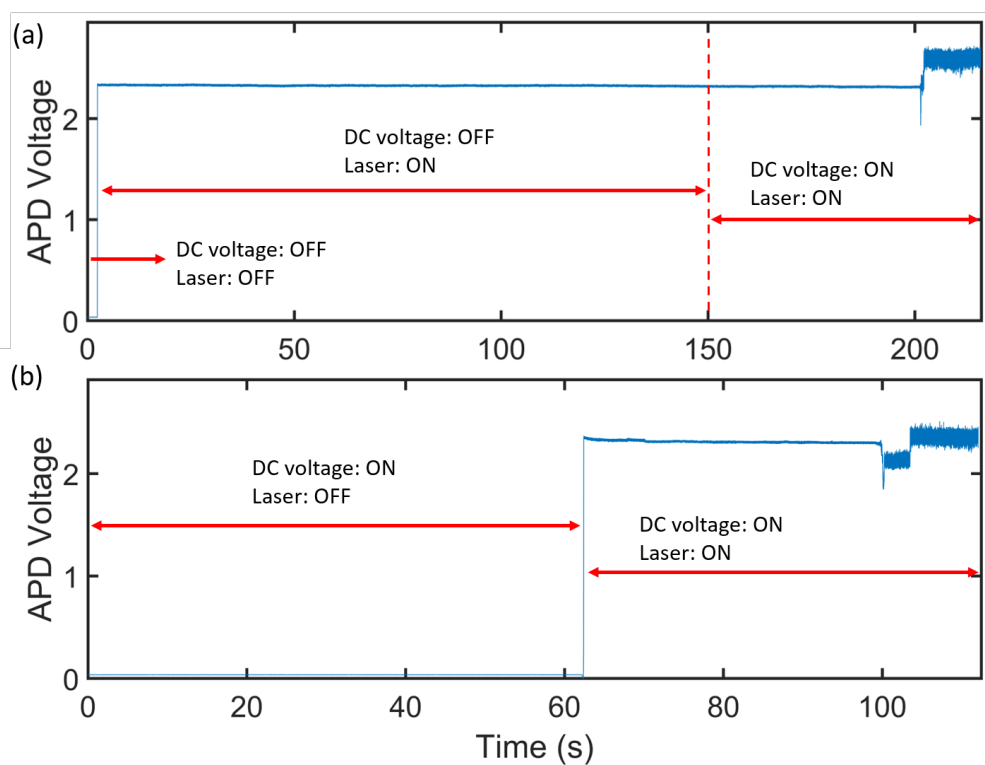 (a)
APD Voltage
2
1
0
DC voltage: OFF
Laser: ON
DC voltage: ON
Laser: ON
DC voltage: OFF
Laser: OFF
0
50
100
150
200
(b)
APD Voltage
2
1
0
DC voltage: ON
Laser: OFF
DC voltage: ON
Laser: ON
0
20
40
60
80
100
Time (s)